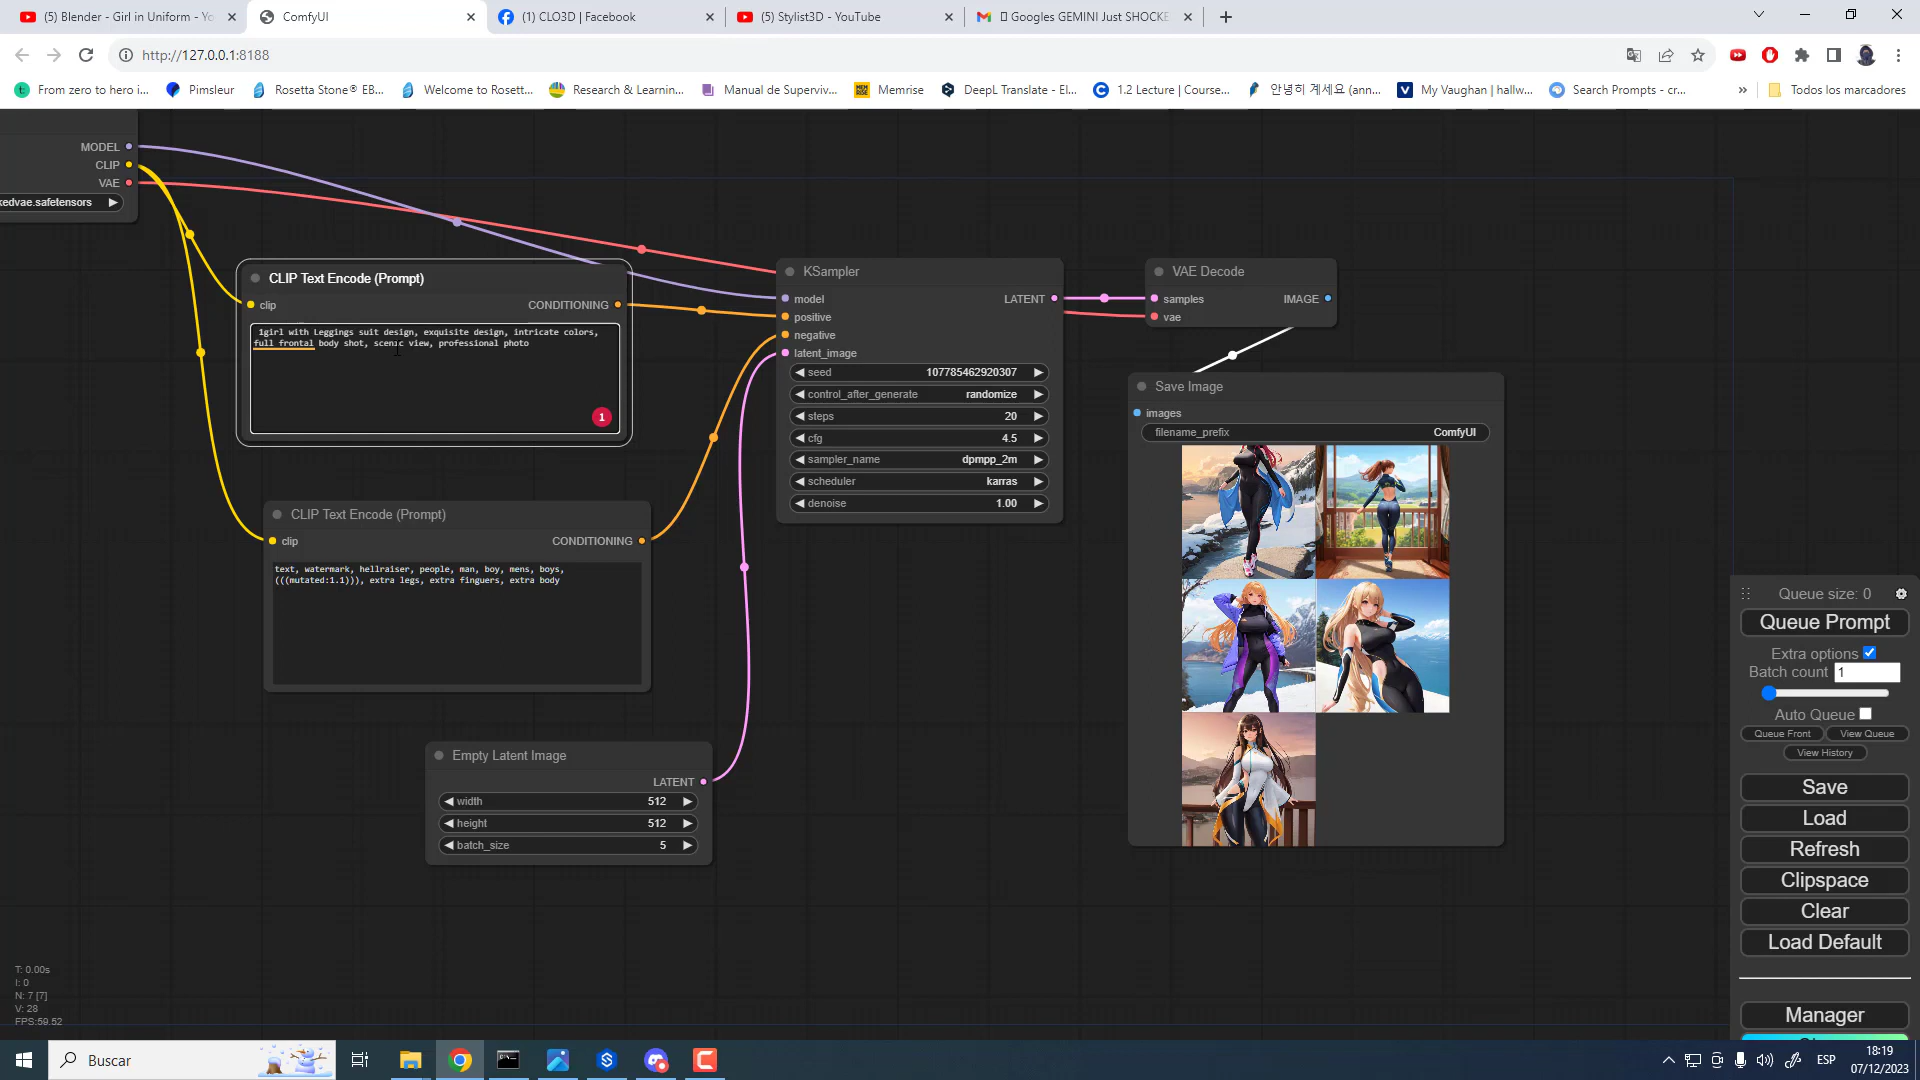 (5) Blender - Girl in Uniform - Yo
ComfyUI
(1) CLO3D | Facebook
(5) Stylist3D - YouTube
Googles GEMINI Just SHOCKE
http://127.0.0.1:8188
From zero to hero i...
Pimsleur
Rosetta Stone® EB...
Welcome to Rosett...
Research & Learnin...
Manual de Superviv...
Memrise
DeepL Translate - El...
1.2 Lecture | Course...
안녕히 계세요 (ann...
My Vaughan | hallw...
Search Prompts - cr...
Todos los marcadores
MODEL
CLIP
VAE
kedvae.safetensors
CLIP Text Encode (Prompt)
clip
CONDITIONING
1girl with Leggings suit design, exquisite design, intricate colors,
full frontal body shot, scenic view, professional photo
1
CLIP Text Encode (Prompt)
clip
CONDITIONING
text, watermark, hellraiser, people, man, boy, mens, boys,
(((mutated:1.1))), extra legs, extra finguers, extra body
Empty Latent Image
LATENT
width 512
height 512
batch_size 5
KSampler
model
LATENT
positive
negative
latent_image
seed 107785462920307
control_after_generate randomize
steps 20
cfg 4.5
sampler_name dpmpp_2m
scheduler karras
denoise 1.00
VAE Decode
samples
IMAGE
vae
Save Image
images
filename_prefix ComfyUI
Queue size: 0
Queue Prompt
Extra options
Batch count 1
Auto Queue
Queue Front
View Queue
View History
Save
Load
Refresh
Clipspace
Clear
Load Default
Manager
T: 0.00s
I: 0
N: 7 [7]
V: 28
FPS:59.52
Buscar
ESP
18:19
07/12/2023